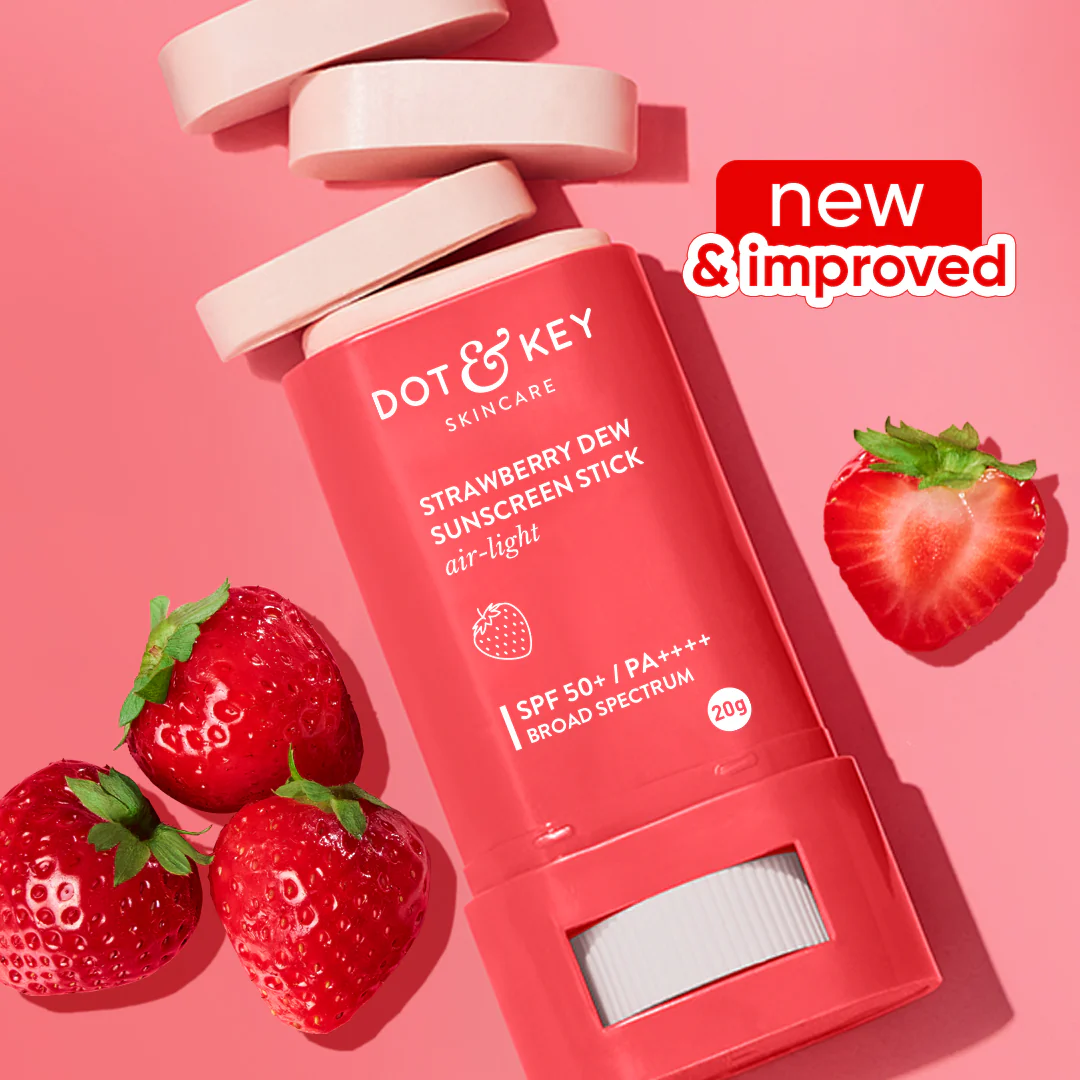 new
& improved
DOT & KEY
SKINCARE
STRAWBERRY DEW
SUNSCREEN STICK
air-light
SPF 50+ / PA++++
BROAD SPECTRUM
20g